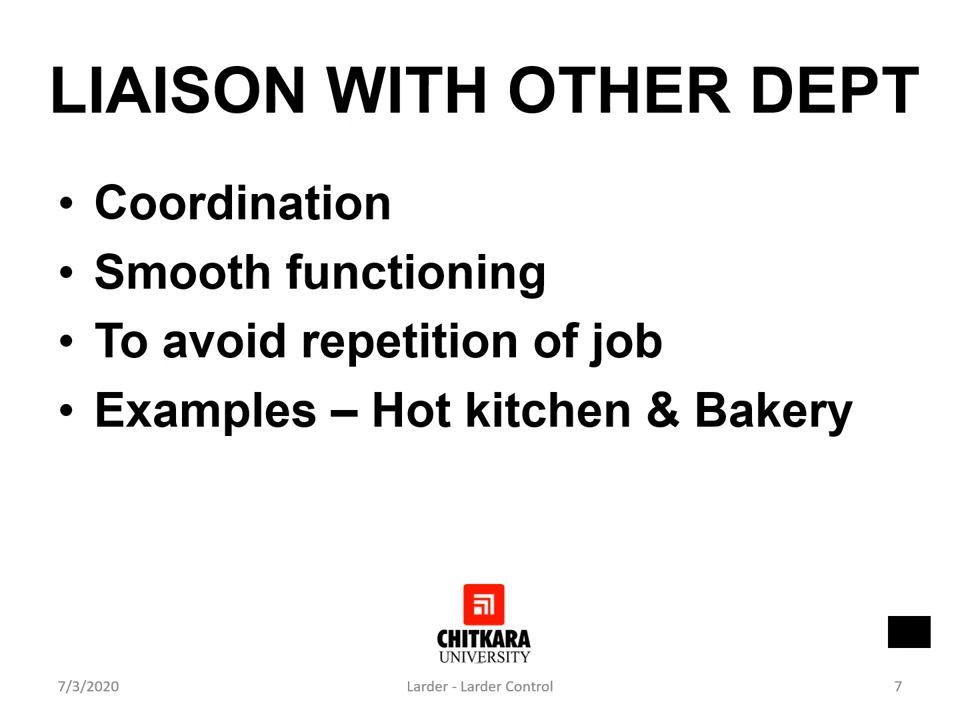 LIAISON WITH OTHER DEPT
• Coordination
• Smooth functioning
• To avoid repetition of job
• Examples – Hot kitchen & Bakery
CHITKARA
UNIVERSITY
7/3/2020 Larder - Larder Control 7